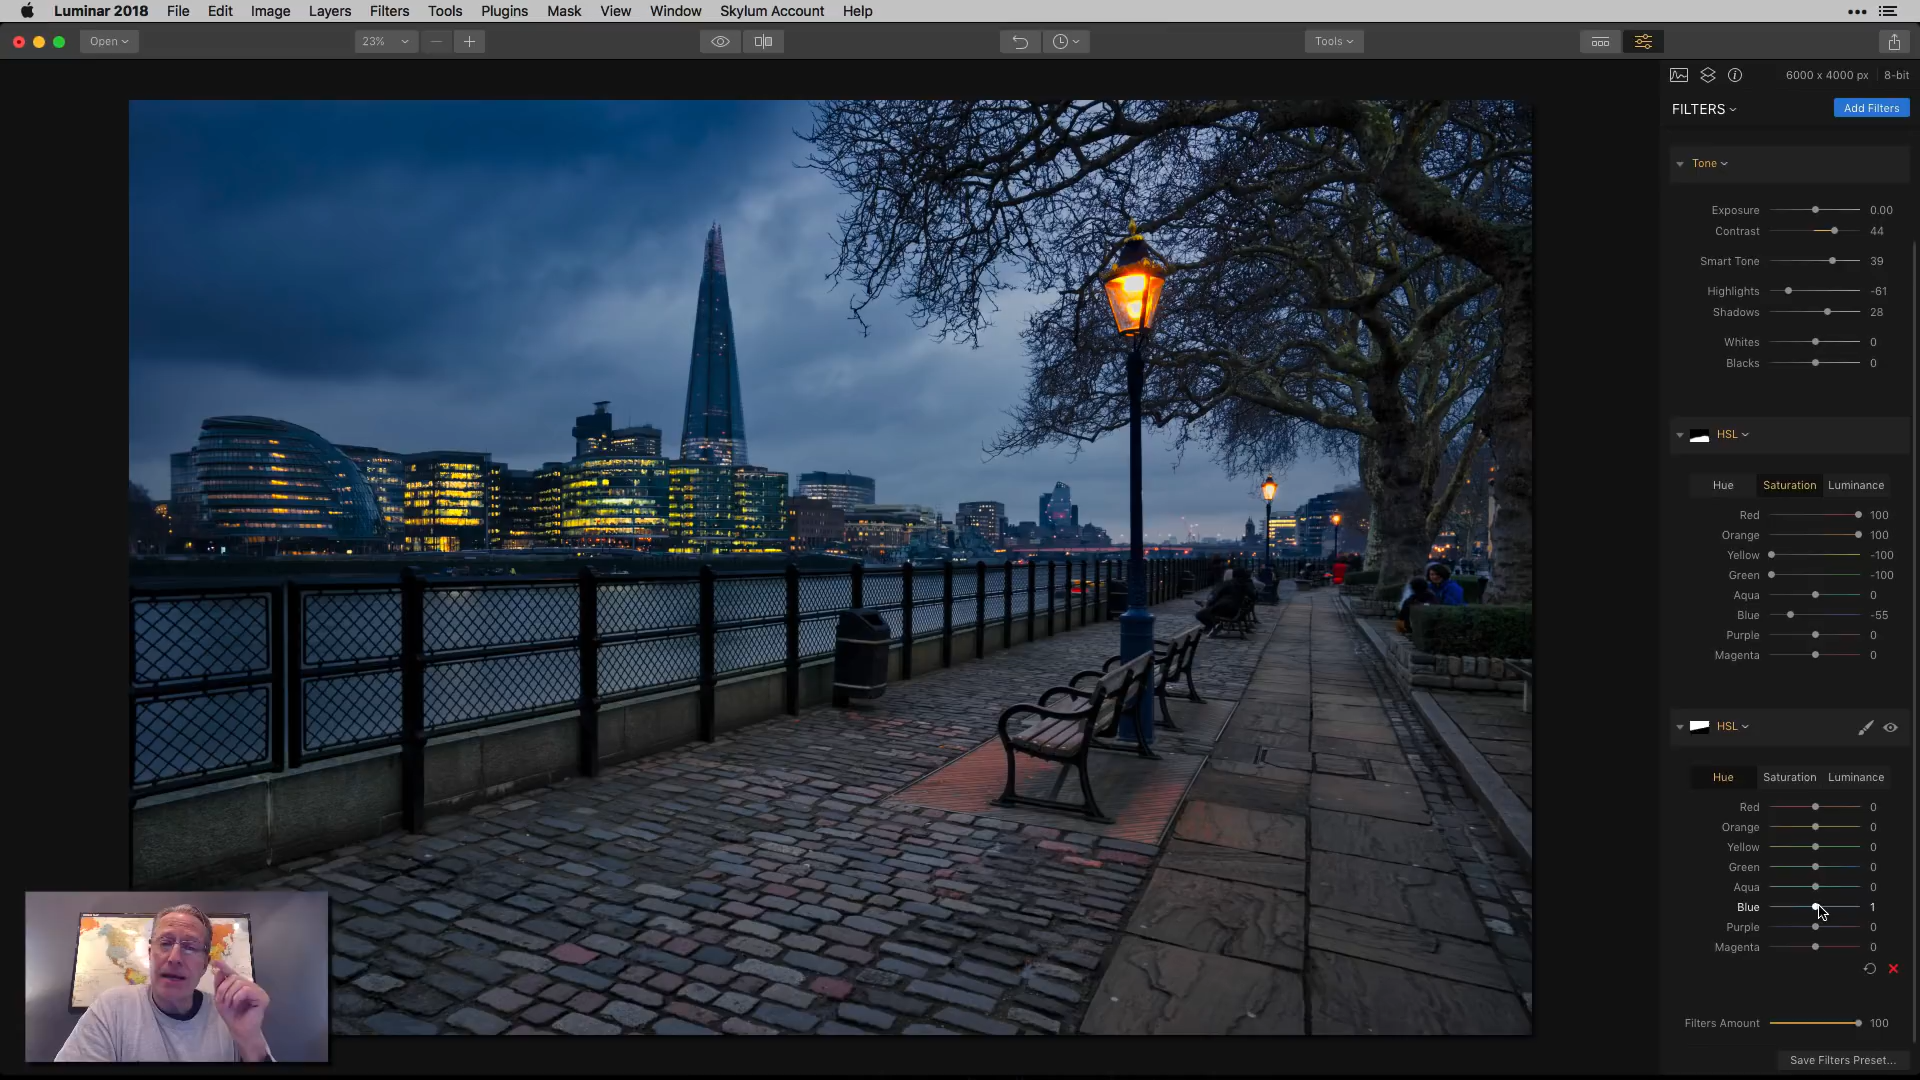 Luminar 2018 File Edit Image Layers Filters Tools Plugins Mask View Window Skylum Account Help
Open 23% Tools
6000 x 4000 px 8-bit
FILTERS Add Filters
Tone
Exposure 0.00
Contrast 44
Smart Tone 39
Highlights -61
Shadows 28
Whites 0
Blacks 0
HSL
Hue Saturation Luminance
Red 100
Orange 100
Yellow -100
Green -100
Aqua 0
Blue -55
Purple 0
Magenta 0
HSL
Hue Saturation Luminance
Red 0
Orange 0
Yellow 0
Green 0
Aqua 0
Blue 1
Purple 0
Magenta 0
Filters Amount 100
Save Filters Preset...